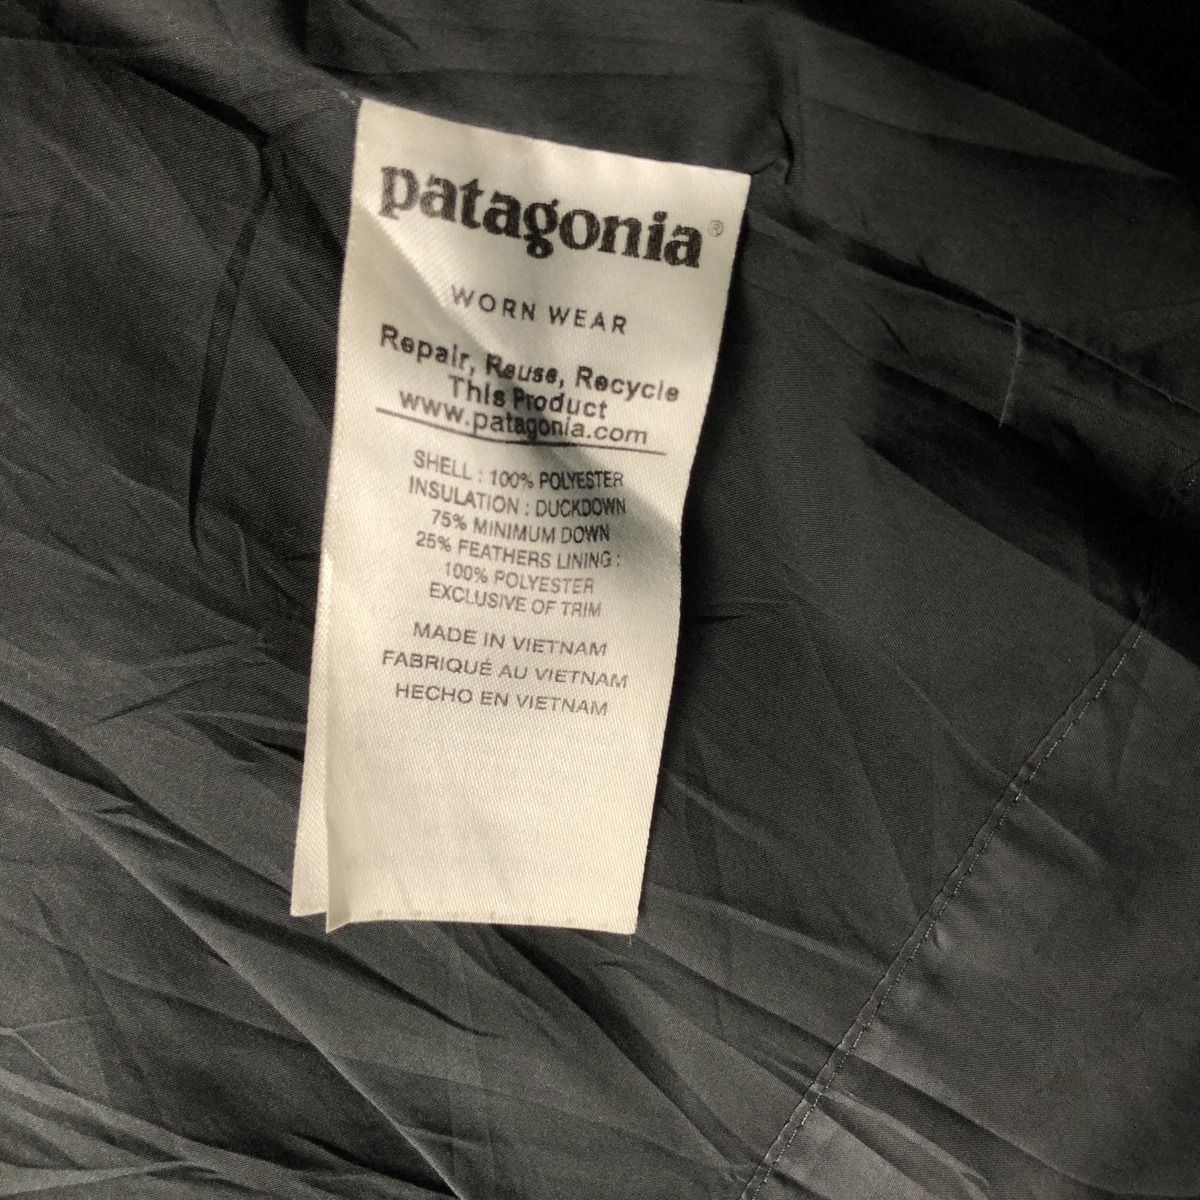 patagonia®
WORN WEAR
Repair, Reuse, Recycle
This Product
www.patagonia.com
SHELL : 100% POLYESTER
INSULATION : DUCKDOWN
75% MINIMUM DOWN
25% FEATHERS LINING :
100% POLYESTER
EXCLUSIVE OF TRIM
MADE IN VIETNAM
FABRIQUÉ AU VIETNAM
HECHO EN VIETNAM